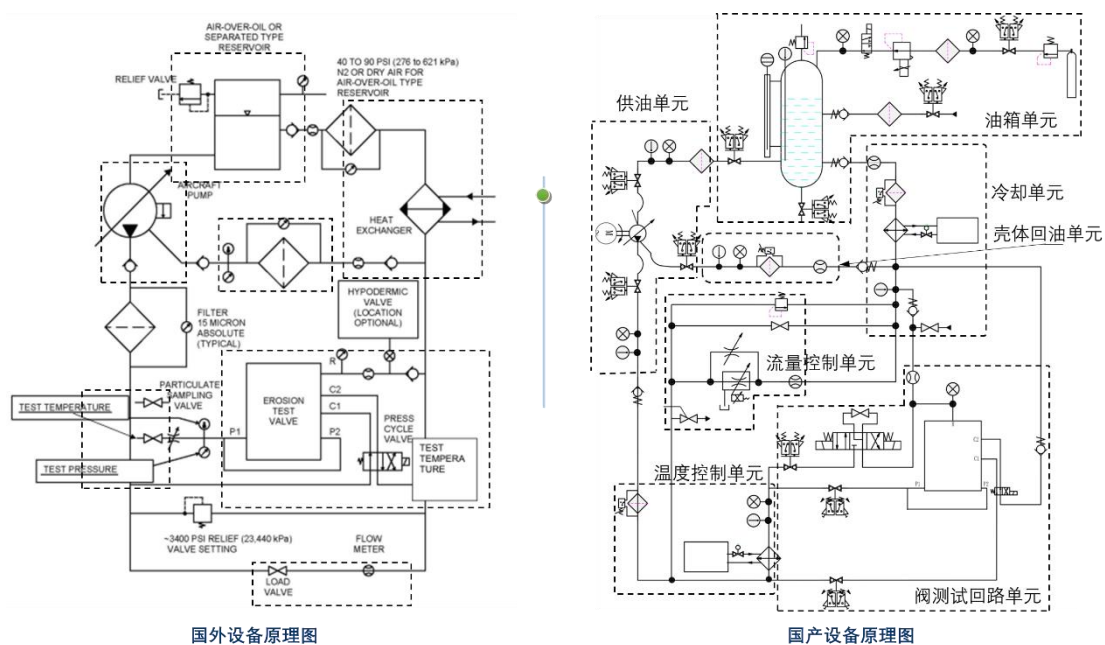 AIR-OVER-OIL OR
SEPARATED TYPE
RESERVOIR
RELIEF VALVE
40 TO 90 PSI (276 to 621 kPa)
N2 OR DRY AIR FOR
AIR-OVER-OIL TYPE
RESERVOIR
AIRCRAFT
PUMP
HEAT
EXCHANGER
HYPODERMIC
VALVE
(LOCATION
OPTIONAL)
FILTER
15 MICRON
ABSOLUTE
(TYPICAL)
PARTICULATE
SAMPLING
VALVE
TEST TEMPERATURE
TEST PRESSURE
EROSION
TEST
VALVE
R
C2
C1
P1
P2
PRESS
CYCLE
VALVE
TEST
TEMPERA
TURE
~3400 PSI RELIEF (23,440 kPa)
VALVE SETTING
FLOW
METER
LOAD
VALVE
国外设备原理图
供油单元
油箱单元
冷却单元
壳体回油单元
M
流量控制单元
温度控制单元
C2
C1
P1
P2
阀测试回路单元
国产设备原理图